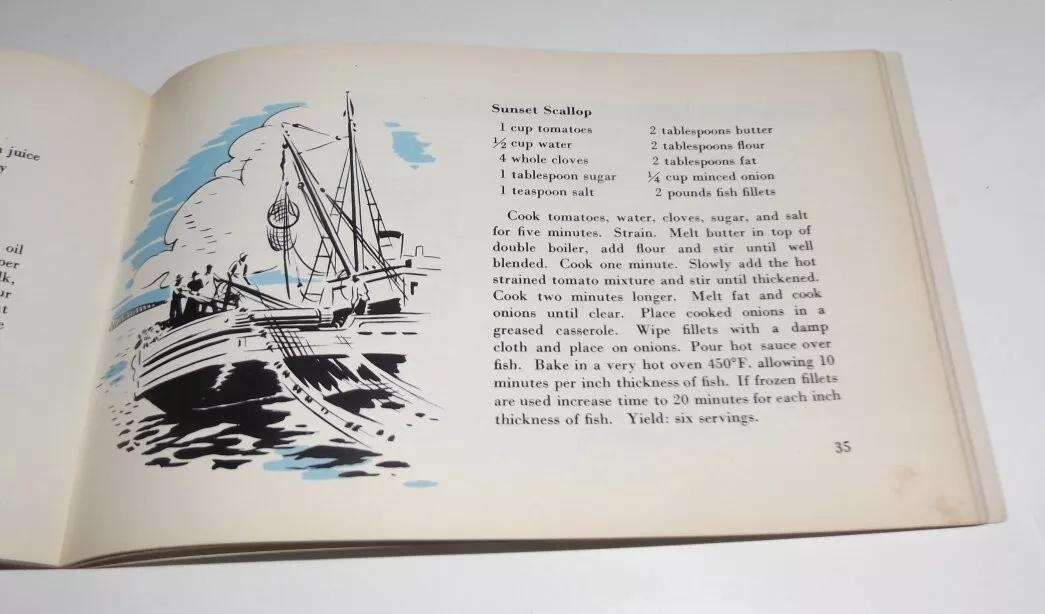 juice
oil
Sunset Scallop
1 cup tomatoes
½ cup water
4 whole cloves
1 tablespoon sugar
1 teaspoon salt
2 tablespoons butter
2 tablespoons flour
2 tablespoons fat
¼ cup minced onion
2 pounds fish fillets
Cook tomatoes, water, cloves, sugar, and salt
for five minutes. Strain. Melt butter in top of
double boiler, add flour and stir until well
blended. Cook one minute. Slowly add the hot
strained tomato mixture and stir until thickened.
Cook two minutes longer. Melt fat and cook
onions until clear. Place cooked onions in a
greased casserole. Wipe fillets with a damp
cloth and place on onions. Pour hot sauce over
fish. Bake in a very hot oven 450°F. allowing 10
minutes per inch thickness of fish. If frozen fillets
are used increase time to 20 minutes for each inch
thickness of fish. Yield: six servings.
35